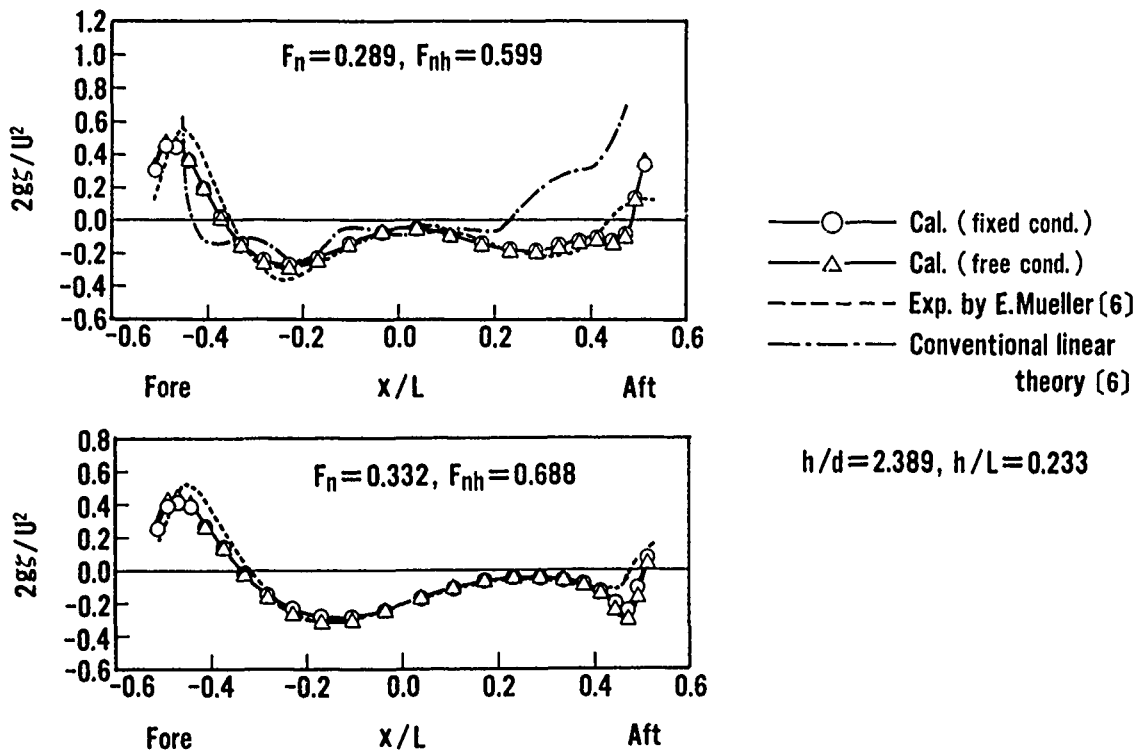 1.2
1.0
0.8
0.6
0.4
0.2
0.0
-0.2
-0.4
-0.6
2gζ/U²
Fn=0.289, Fnh=0.599
-0.6 -0.4 -0.2 0.0 0.2 0.4 0.6
Fore x/L Aft
Cal. (fixed cond.)
Cal. (free cond.)
Exp. by E.Mueller [6]
Conventional linear
theory [6]
0.8
0.6
0.4
0.2
0.0
-0.2
-0.4
-0.6
2gζ/U²
Fn=0.332, Fnh=0.688
-0.6 -0.4 -0.2 0.0 0.2 0.4 0.6
Fore x/L Aft
h/d=2.389, h/L=0.233